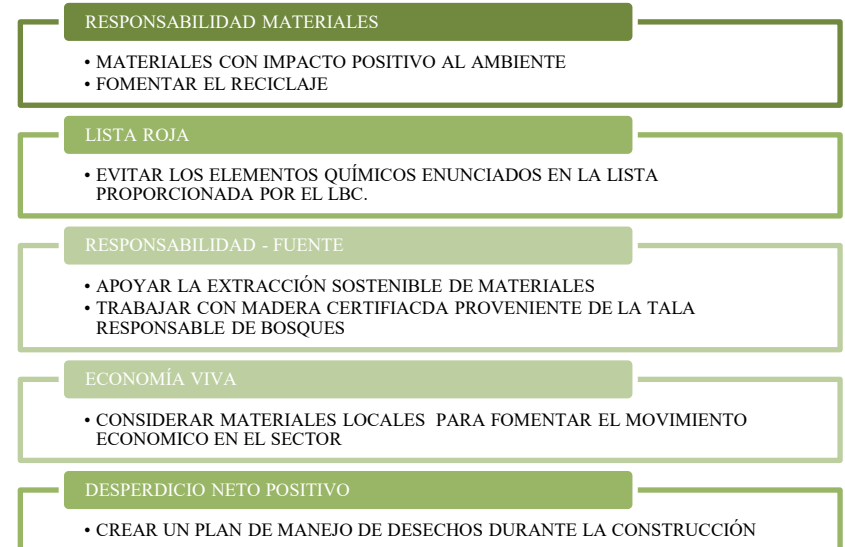 RESPONSABILIDAD MATERIALES
• MATERIALES CON IMPACTO POSITIVO AL AMBIENTE
• FOMENTAR EL RECICLAJE
LISTA ROJA
• EVITAR LOS ELEMENTOS QUÍMICOS ENUNCIADOS EN LA LISTA
PROPORCIONADA POR EL LBC.
RESPONSABILIDAD - FUENTE
• APOYAR LA EXTRACCIÓN SOSTENIBLE DE MATERIALES
• TRABAJAR CON MADERA CERTIFIACDA PROVENIENTE DE LA TALA
RESPONSABLE DE BOSQUES
ECONOMÍA VIVA
• CONSIDERAR MATERIALES LOCALES PARA FOMENTAR EL MOVIMIENTO
ECONOMICO EN EL SECTOR
DESPERDICIO NETO POSITIVO
• CREAR UN PLAN DE MANEJO DE DESECHOS DURANTE LA CONSTRUCCIÓN